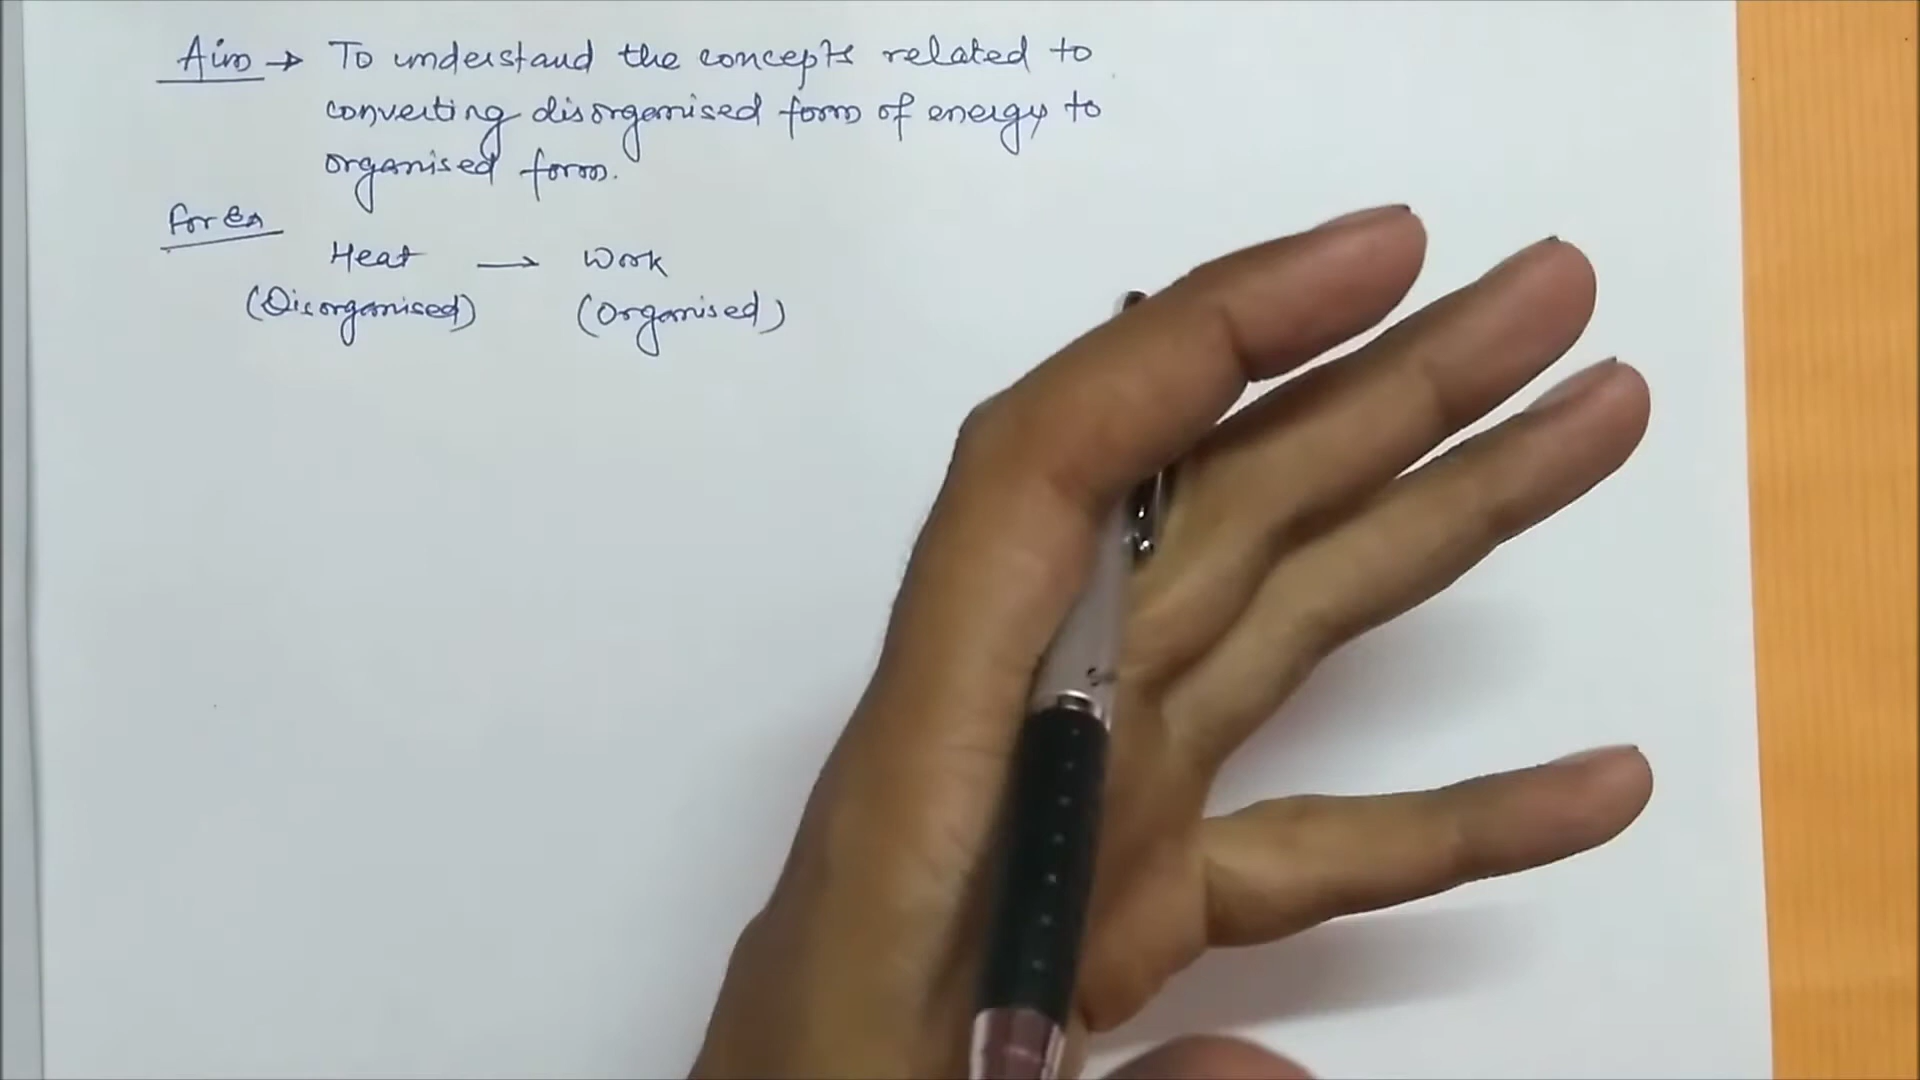 Aim → To understand the concepts related to
converting disorganised form of energy to
organised form.
For Ex
Heat → Work
(Disorganised) (Organised)